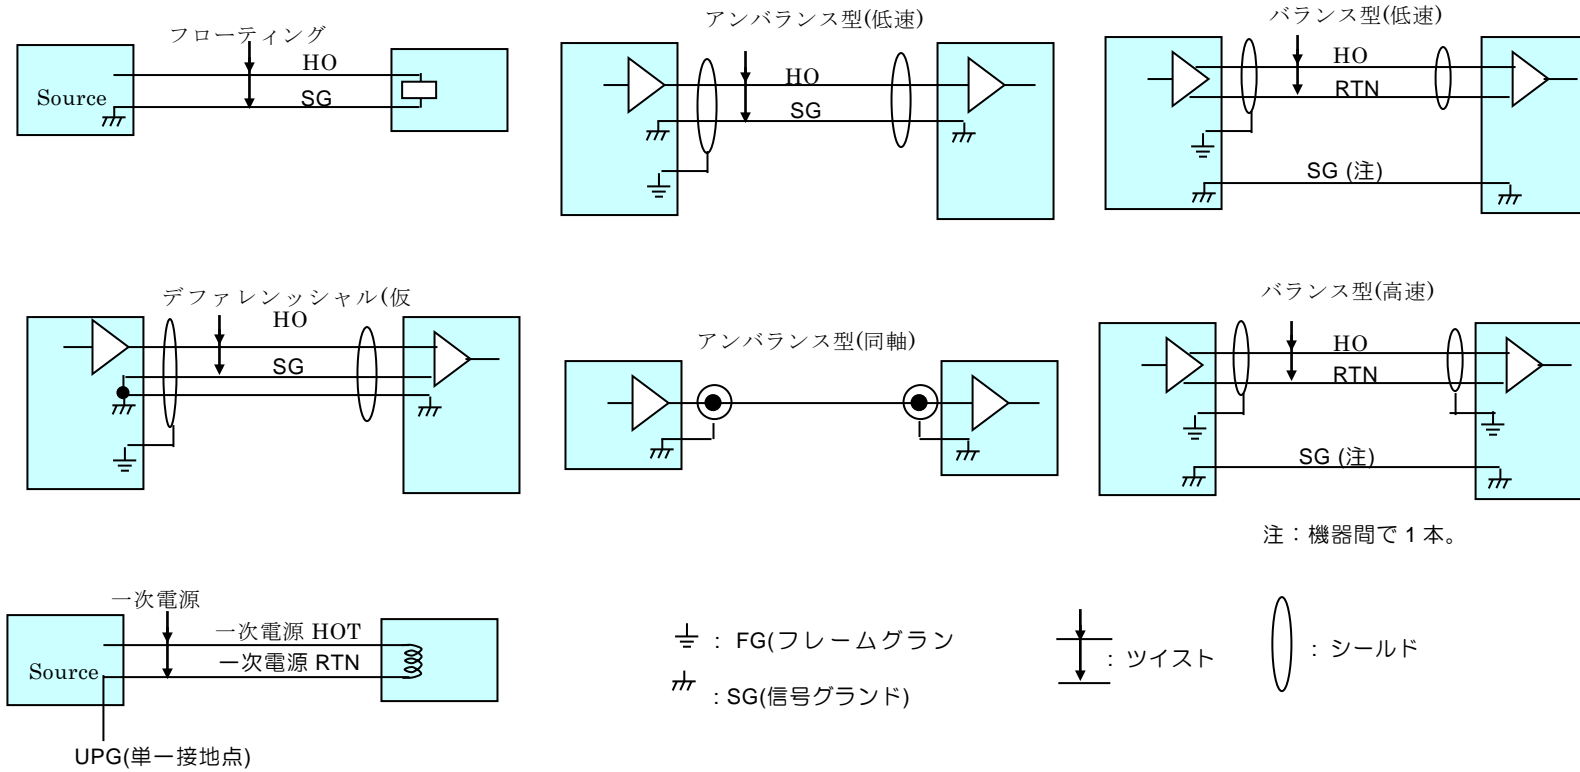 フローティング
HO
Source
SG
アンバランス型(低速)
HO
SG
バランス型(低速)
HO
RTN
SG (注)
デファレンッシャル(仮
HO
SG
アンバランス型(同軸)
バランス型(高速)
HO
RTN
SG (注)
注：機器間で 1 本。
一次電源
一次電源 HOT
Source
一次電源 RTN
UPG(単一接地点)
: FG(フレームグラン
: SG(信号グランド)
: ツイスト
: シールド